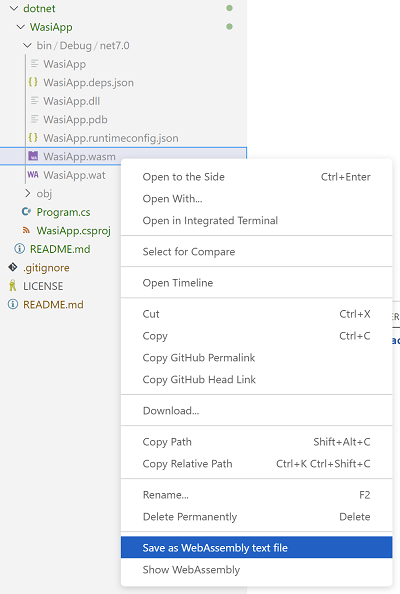 dotnet
WasiApp
bin / Debug / net7.0
WasiApp
WasiApp.deps.json
WasiApp.dll
WasiApp.pdb
WasiApp.runtimeconfig.json
WasiApp.wasm
WA WasiApp.wat
obj
Program.cs
WasiApp.csproj
README.md
.gitignore
LICENSE
README.md
Open to the Side Ctrl+Enter
Open With...
Open in Integrated Terminal
Select for Compare
Open Timeline
Cut Ctrl+X
Copy Ctrl+C
Copy GitHub Permalink
Copy GitHub Head Link
Download...
Copy Path Shift+Alt+C
Copy Relative Path Ctrl+K Ctrl+Shift+C
Rename... F2
Delete Permanently Delete
Save as WebAssembly text file
Show WebAssembly